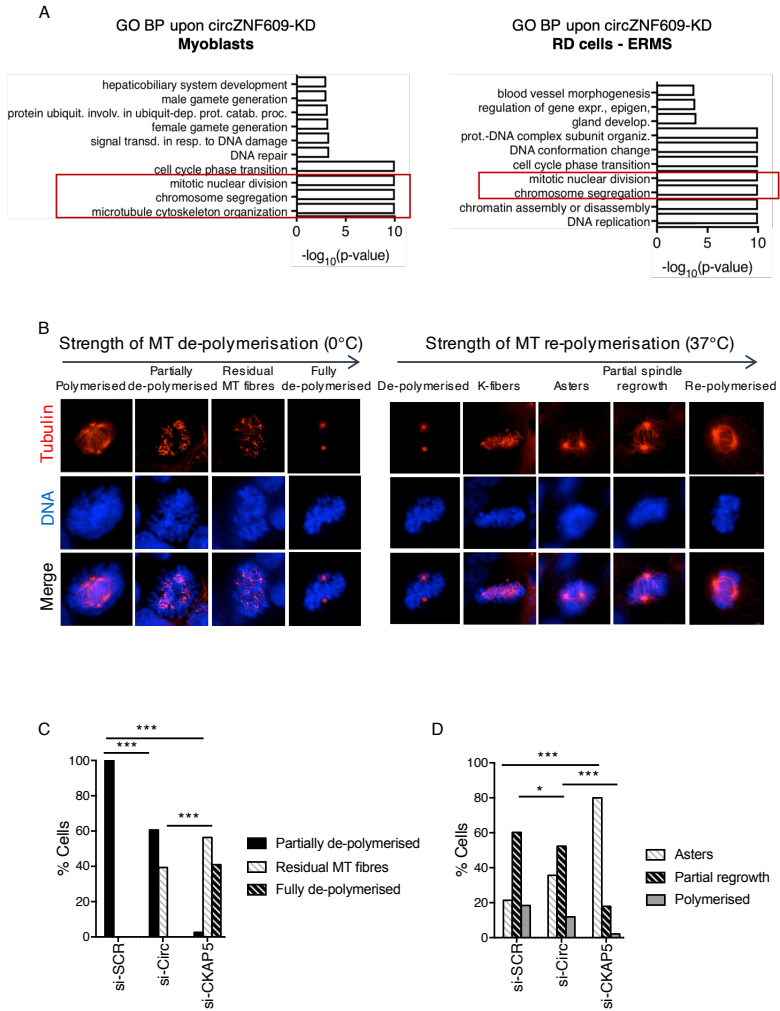 A
GO BP upon circZNF609-KD
Myoblasts
hepaticobiliary system development
male gamete generation
protein ubiquit. involv. in ubiquit-dep. prot. catab. proc.
female gamete generation
signal transd. in resp. to DNA damage
DNA repair
cell cycle phase transition
mitotic nuclear division
chromosome segregation
microtubule cytoskeleton organization
0 5 10
-log10(p-value)
GO BP upon circZNF609-KD
RD cells - ERMS
blood vessel morphogenesis
regulation of gene expr., epigen,
gland develop.
prot.-DNA complex subunit organiz.
DNA conformation change
cell cycle phase transition
mitotic nuclear division
chromosome segregation
chromatin assembly or disassembly
DNA replication
0 5 10
-log10(p-value)
B
Strength of MT de-polymerisation (0°C)
Polymerised
Partially
de-polymerised
Residual
MT fibres
Fully
de-polymerised
Strength of MT re-polymerisation (37°C)
De-polymerised
K-fibers
Asters
Partial spindle
regrowth
Re-polymerised
Tubulin
DNA
Merge
C
***
***
***
% Cells
100
80
60
40
20
0
si-SCR
si-Circ
si-CKAP5
Partially de-polymerised
Residual MT fibres
Fully de-polymerised
D
***
***
*
% Cells
100
80
60
40
20
0
si-SCR
si-Circ
si-CKAP5
Asters
Partial regrowth
Polymerised